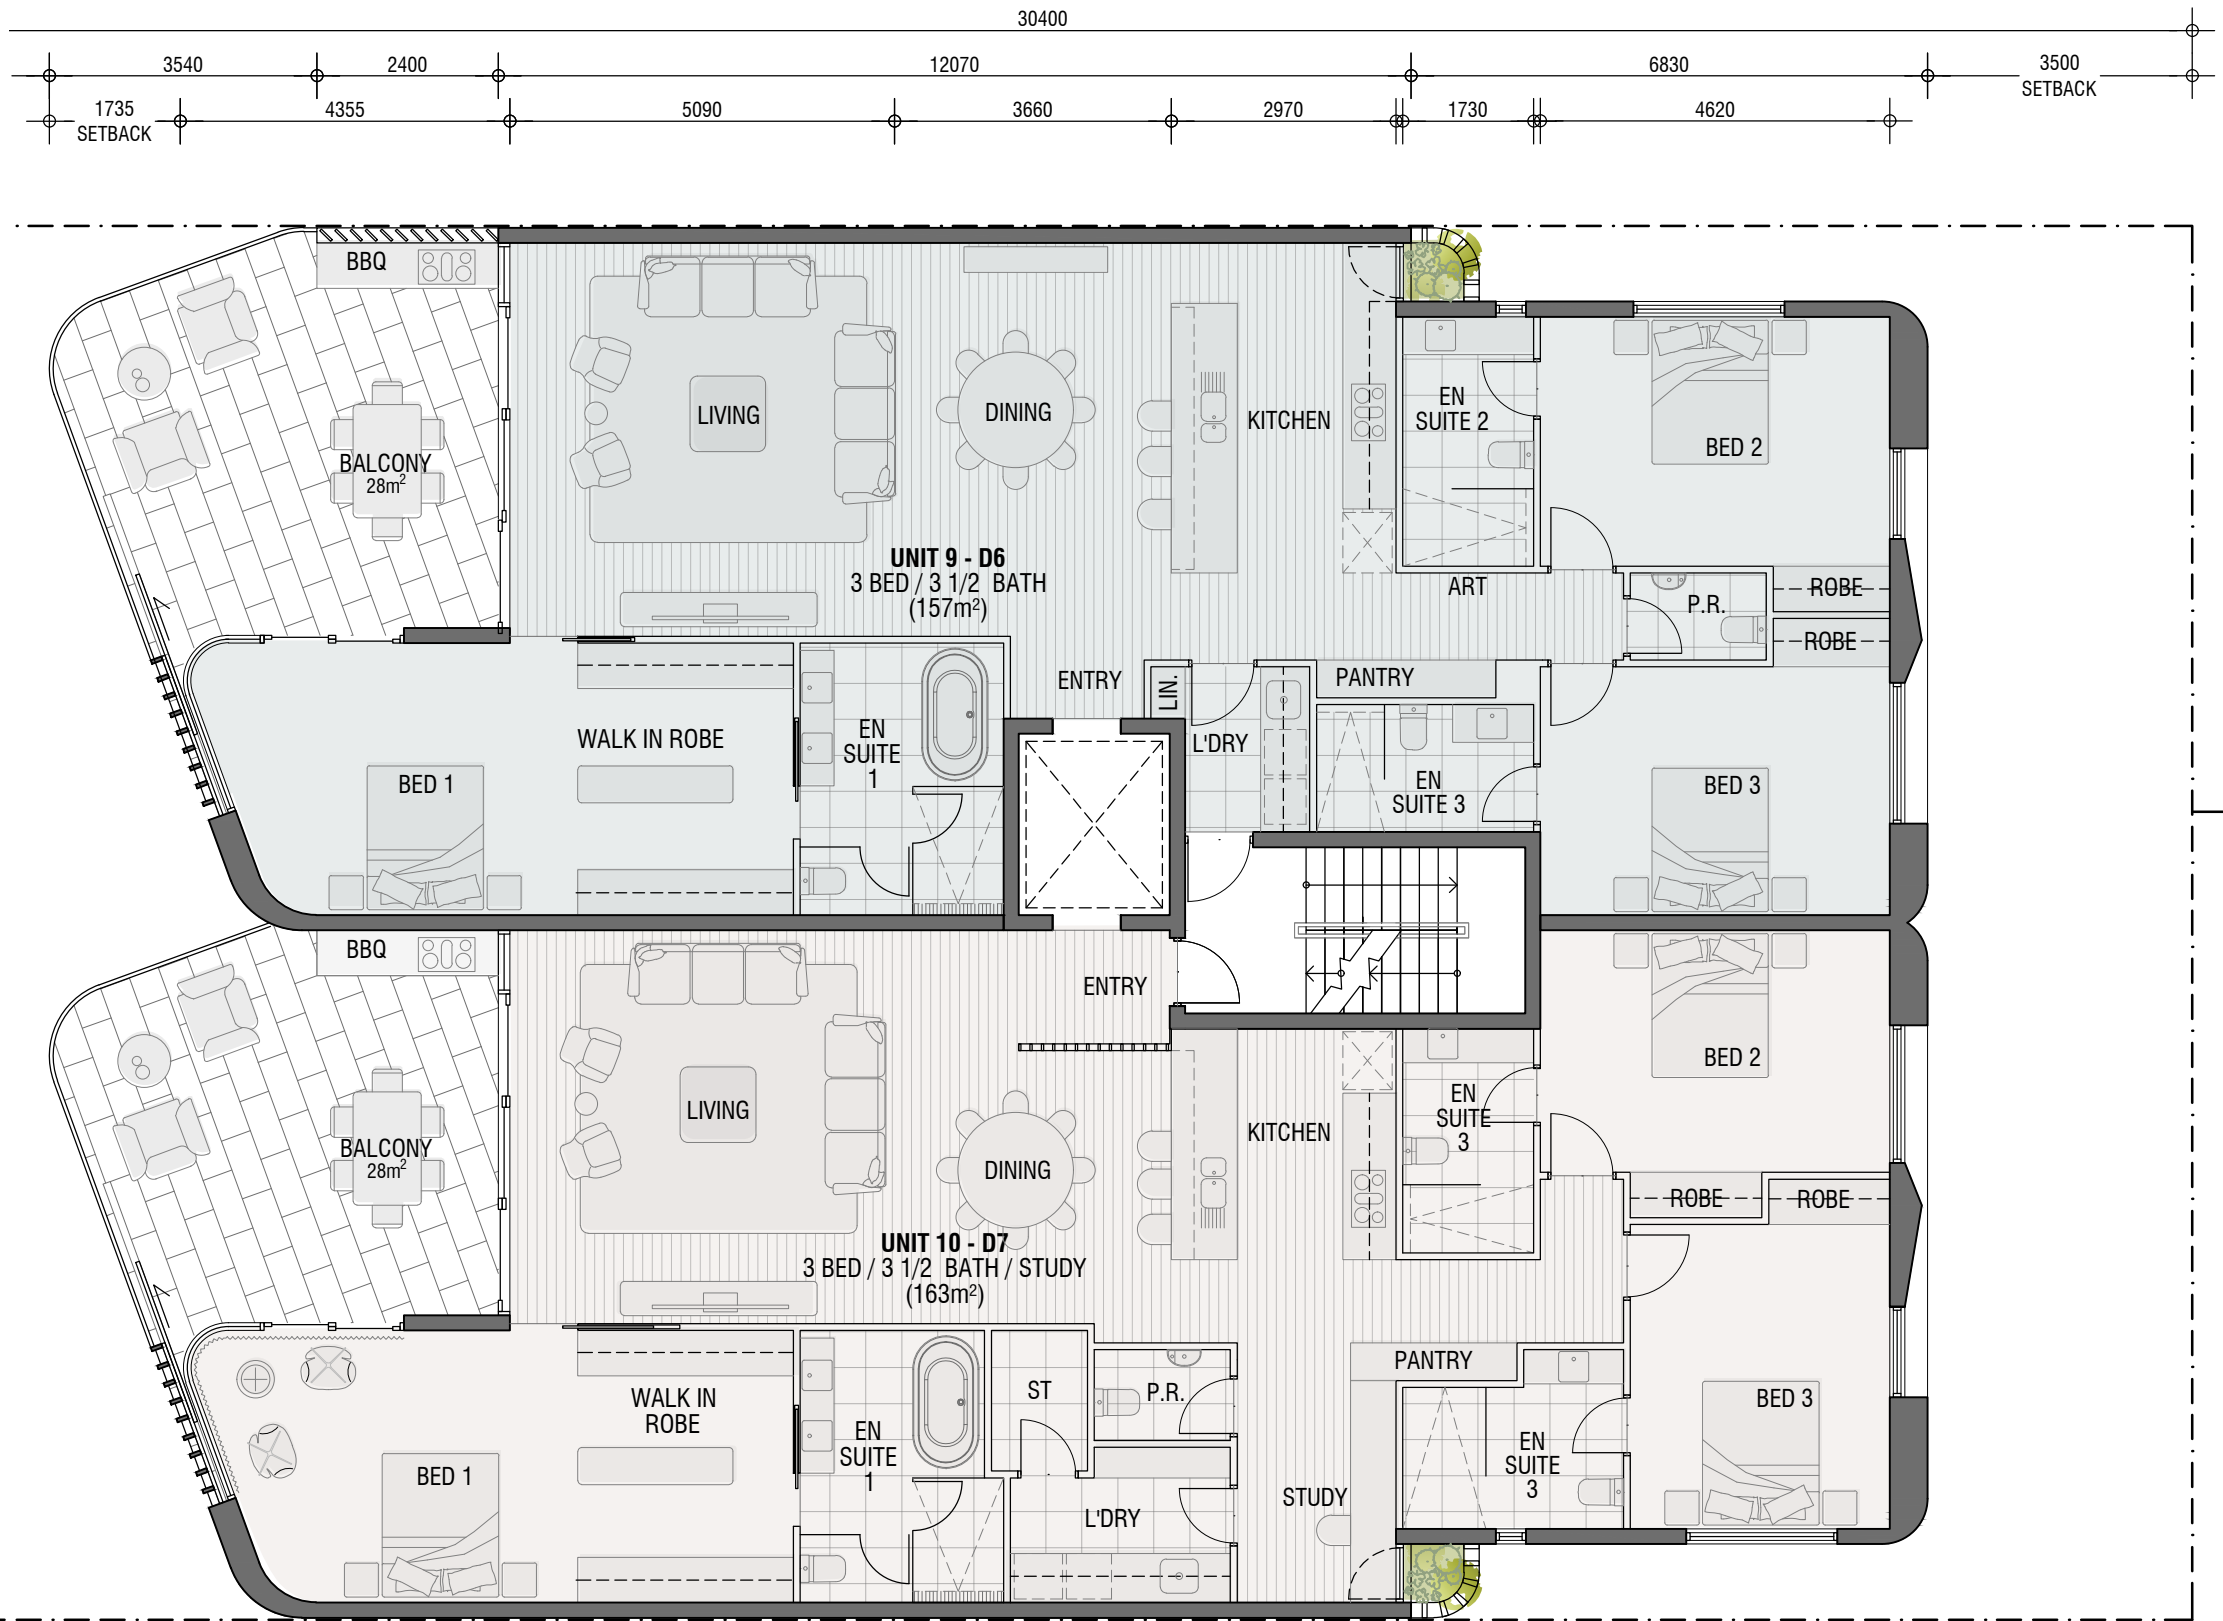 30400
3540
2400
12070
6830
3500
SETBACK
1735
SETBACK
4355
5090
3660
2970
1730
4620
BBQ
BALCONY
28m²
LIVING
DINING
KITCHEN
EN
SUITE 2
BED 2
UNIT 9 - D6
3 BED / 3 1/2 BATH
(157m²)
ART
P.R.
ROBE
ROBE
ENTRY
LIN.
PANTRY
WALK IN ROBE
EN
SUITE
1
L'DRY
BED 1
EN
SUITE 3
BED 3
BBQ
ENTRY
BALCONY
28m²
LIVING
DINING
KITCHEN
EN
SUITE
3
BED 2
ROBE
ROBE
UNIT 10 - D7
3 BED / 3 1/2 BATH / STUDY
(163m²)
WALK IN
ROBE
ST
P.R.
PANTRY
BED 3
BED 1
EN
SUITE
1
L'DRY
STUDY
EN
SUITE
3